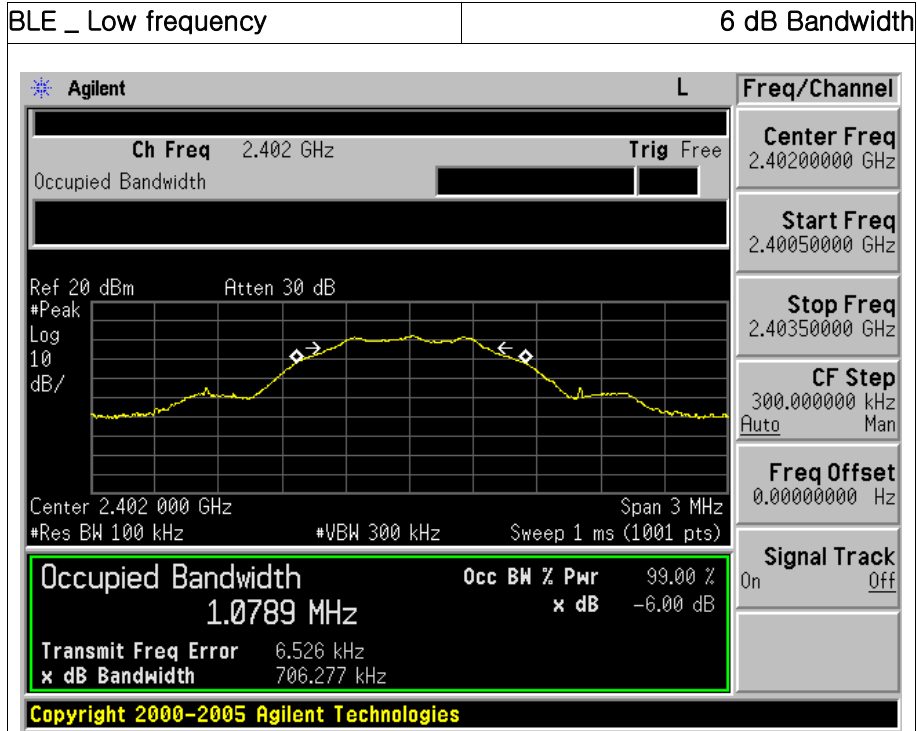 BLE _ Low frequency
6 dB Bandwidth
Agilent
L
Freq/Channel
Ch Freq 2.402 GHz
Trig Free
Occupied Bandwidth
Center Freq
2.40200000 GHz
Start Freq
2.40050000 GHz
Stop Freq
2.40350000 GHz
CF Step
300.000000 kHz
Auto Man
Freq Offset
0.00000000 Hz
Signal Track
On Off
Ref 20 dBm
Atten 30 dB
#Peak
Log
10
dB/
Center 2.402 000 GHz
Span 3 MHz
#Res BW 100 kHz
#VBW 300 kHz
Sweep 1 ms (1001 pts)
Occupied Bandwidth
1.0789 MHz
Occ BW % Pwr 99.00 %
x dB -6.00 dB
Transmit Freq Error 6.526 kHz
x dB Bandwidth 706.277 kHz
Copyright 2000-2005 Agilent Technologies